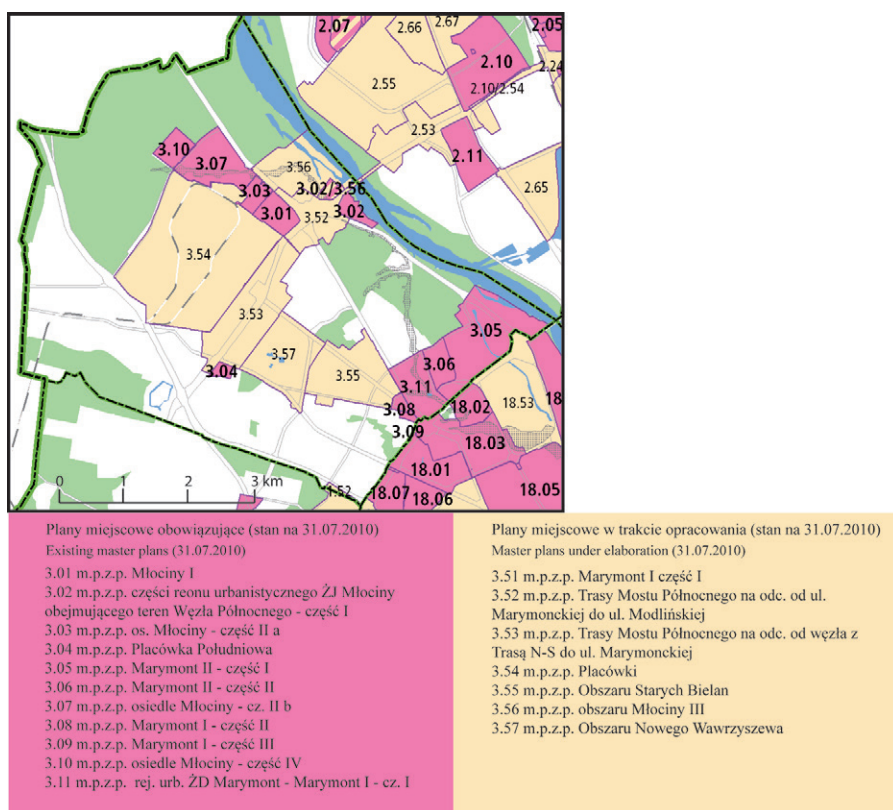 2.07
2.66
2.67
2.05
2.10
2.24
2.55
2.10/2.54
2.53
2.11
2.65
3.10
3.07
3.56
3.02/3.56
3.03
3.01
3.52
3.02
3.54
3.53
3.05
3.57
3.06
3.04
3.55
3.11
3.08
18.02
18.53
18
3.09
18.03
18.01
1.52
18.07
18.06
18.05
0 1 2 3 km
Plany miejscowe obowiązujące (stan na 31.07.2010)
Existing master plans (31.07.2010)
3.01 m.p.z.p. Młociny I
3.02 m.p.z.p. części reonu urbanistycznego ŻJ Młociny
obejmującego teren Węzła Północnego - część I
3.03 m.p.z.p. os. Młociny - część II a
3.04 m.p.z.p. Placówka Południowa
3.05 m.p.z.p. Marymont II - część I
3.06 m.p.z.p. Marymont II - część II
3.07 m.p.z.p. osiedle Młociny - cz. II b
3.08 m.p.z.p. Marymont I - część II
3.09 m.p.z.p. Marymont I - część III
3.10 m.p.z.p. osiedle Młociny - część IV
3.11 m.p.z.p. rej. urb. ŻD Marymont - Marymont I - cz. I
Plany miejscowe w trakcie opracowania (stan na 31.07.2010)
Master plans under elaboration (31.07.2010)
3.51 m.p.z.p. Marymont I część I
3.52 m.p.z.p. Trasy Mostu Północnego na odc. od ul.
Marymonckiej do ul. Modlińskiej
3.53 m.p.z.p. Trasy Mostu Północnego na odc. od węzła z
Trasą N-S do ul. Marymonckiej
3.54 m.p.z.p. Placówki
3.55 m.p.z.p. Obszaru Starych Bielan
3.56 m.p.z.p. obszaru Młociny III
3.57 m.p.z.p. Obszaru Nowego Wawrzyszewa